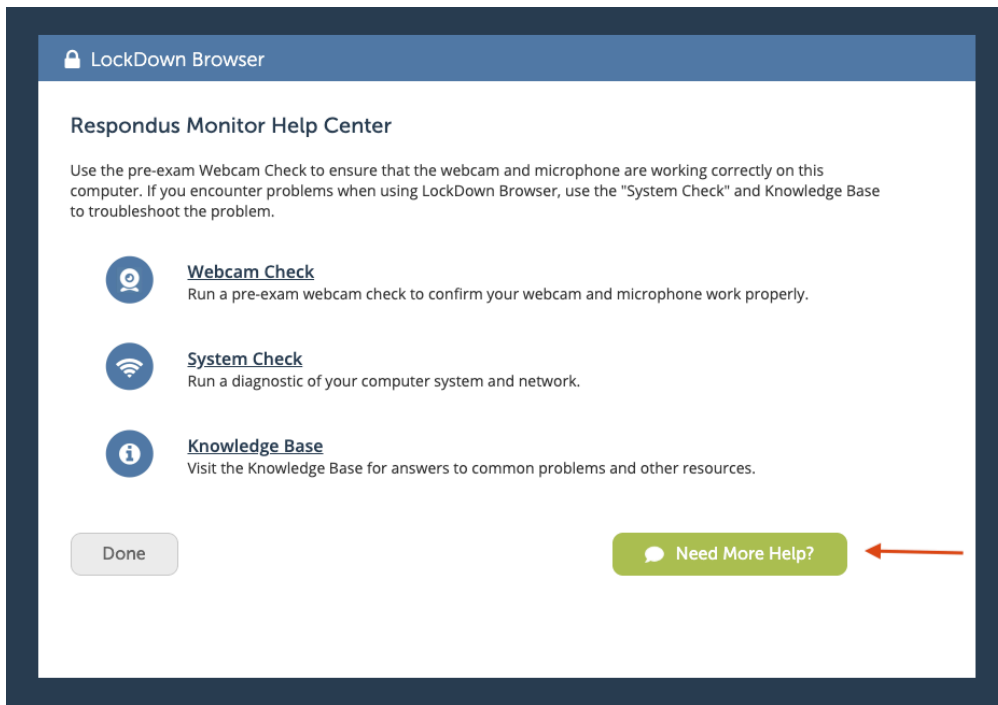 LockDown Browser
Respondus Monitor Help Center
Use the pre-exam Webcam Check to ensure that the webcam and microphone are working correctly on this
computer. If you encounter problems when using LockDown Browser, use the "System Check" and Knowledge Base
to troubleshoot the problem.
Webcam Check
Run a pre-exam webcam check to confirm your webcam and microphone work properly.
System Check
Run a diagnostic of your computer system and network.
Knowledge Base
Visit the Knowledge Base for answers to common problems and other resources.
Done
Need More Help?